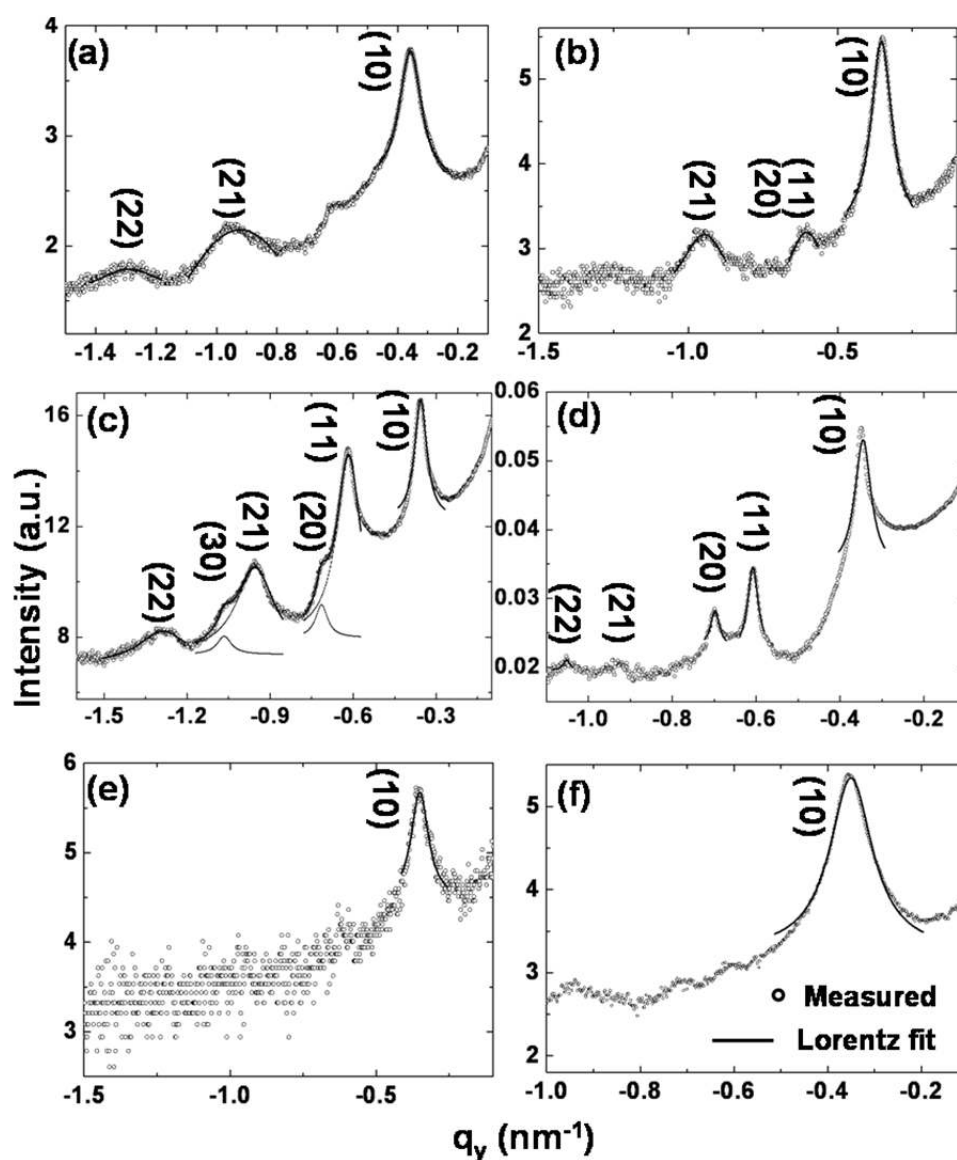 (a)
4
3
2
(10)
(21)
(22)
-1.4 -1.2 -1.0 -0.8 -0.6 -0.4 -0.2
(b)
5
4
3
2
(10)
(11)
(20)
(21)
-1.5 -1.0 -0.5
(c)
16
12
8
(10)
(11)
(20)
(21)
(30)
(22)
-1.5 -1.2 -0.9 -0.6 -0.3
(d)
0.06
0.05
0.04
0.03
0.02
(10)
(11)
(20)
(21)
(22)
-1.0 -0.8 -0.6 -0.4 -0.2
Intensity (a.u.)
(e)
6
5
4
3
(10)
-1.5 -1.0 -0.5
(f)
5
4
3
2
(10)
Measured
Lorentz fit
-1.0 -0.8 -0.6 -0.4 -0.2
q_y (nm⁻¹)